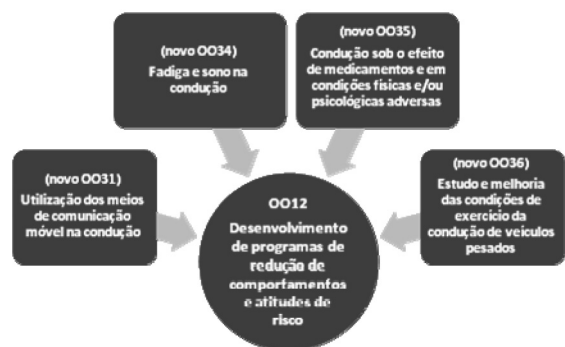 (novo OO34)
Fadiga e sono na
condução
(novo OO35)
Condução sob o efeito
de medicamentos e em
condições físicas e/ou
psicológicas adversas
(novo OO31)
Utilização dos meios
de comunicação
móvel na condução
(novo OO36)
Estudo e melhoria
das condições de
exercício da
condução de veículos
pesados
OO12
Desenvolvimento
de programas de
redução de
comportamentos
e atitudes de
risco